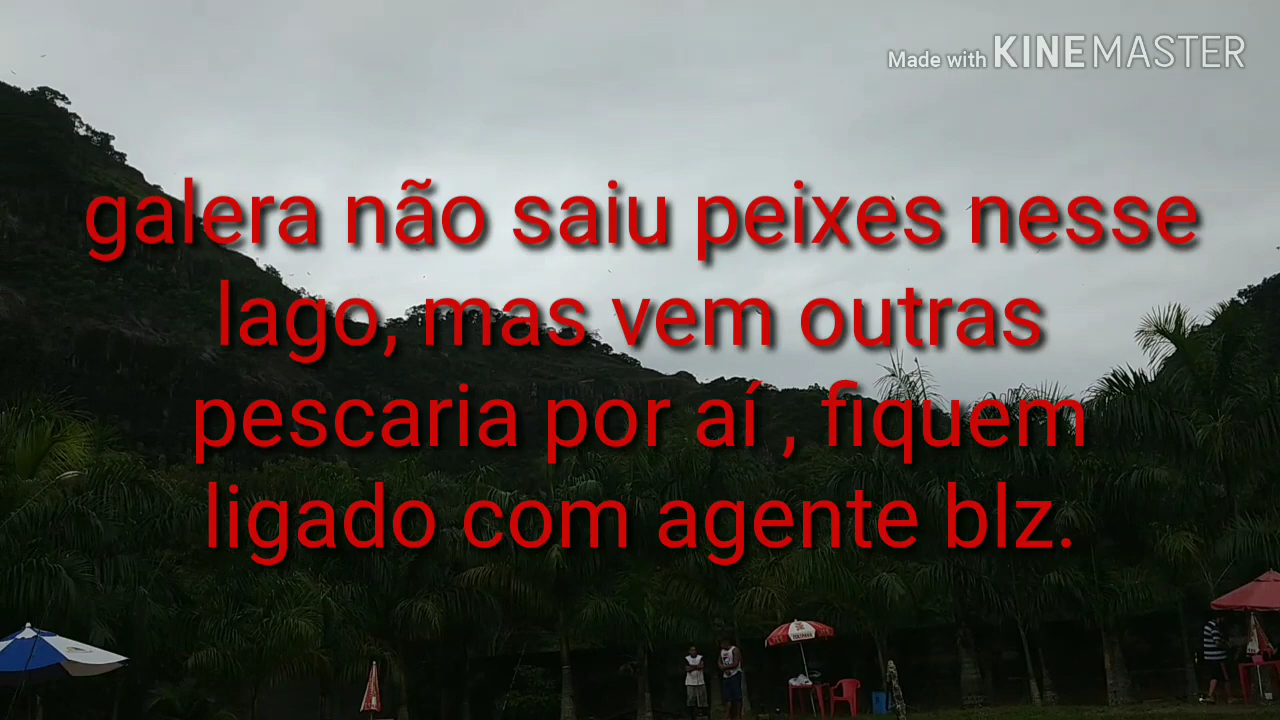 Made with KINEMASTER
galera não saiu peixes nesse
lago, mas vem outras
pescaria por aí , fiquem
ligado com agente blz.